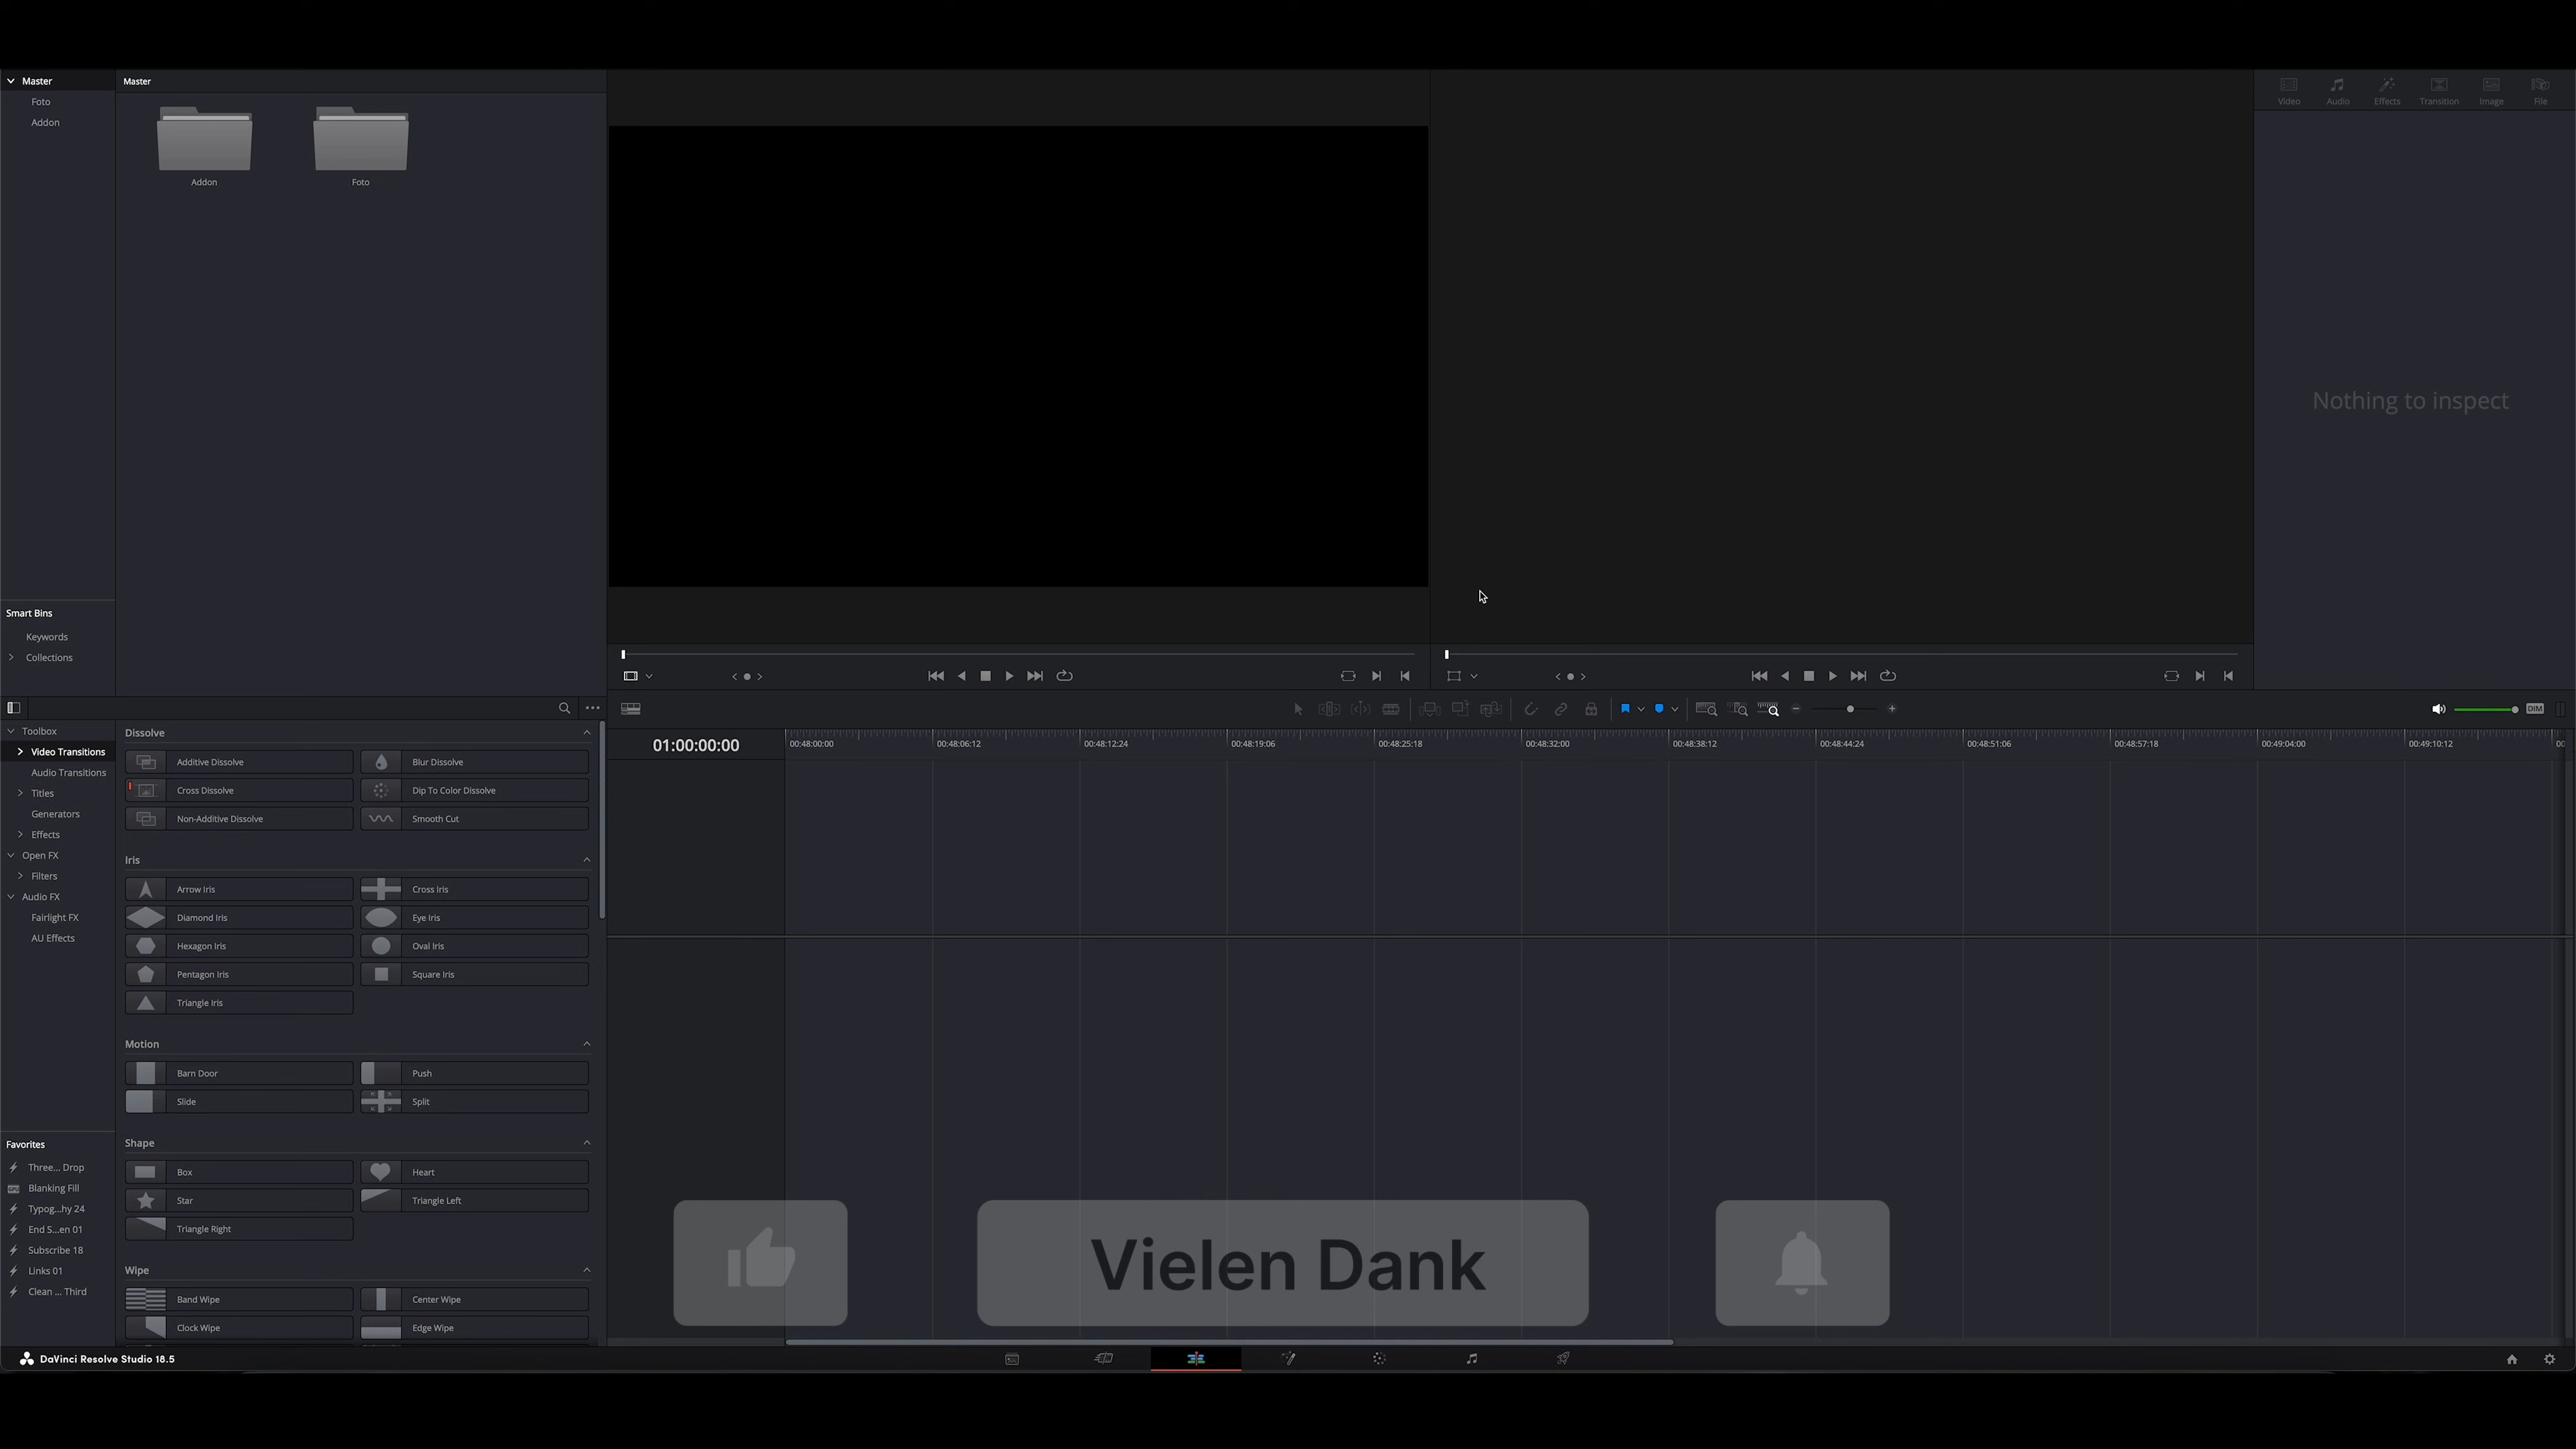 Master
Foto
Addon
Master
Addon
Foto
Video
Audio
Effects
Transition
Image
File
Nothing to inspect
Smart Bins
Keywords
Collections
DIM
Toolbox
Video Transitions
Audio Transitions
Titles
Generators
Effects
Open FX
Filters
Audio FX
Fairlight FX
AU Effects
Favorites
Three... Drop
Blanking Fill
Typog...hy 24
End S...en 01
Subscribe 18
Links 01
Clean ... Third
Dissolve
Additive Dissolve
Blur Dissolve
Cross Dissolve
Dip To Color Dissolve
Non-Additive Dissolve
Smooth Cut
Iris
Arrow Iris
Cross Iris
Diamond Iris
Eye Iris
Hexagon Iris
Oval Iris
Pentagon Iris
Square Iris
Triangle Iris
Motion
Barn Door
Push
Slide
Split
Shape
Box
Heart
Star
Triangle Left
Triangle Right
Wipe
Band Wipe
Center Wipe
Clock Wipe
Edge Wipe
01:00:00:00
00:48:00:00
00:48:06:12
00:48:12:24
00:48:19:06
00:48:25:18
00:48:32:00
00:48:38:12
00:48:44:24
00:48:51:06
00:48:57:18
00:49:04:00
00:49:10:12
00
Vielen Dank
DaVinci Resolve Studio 18.5